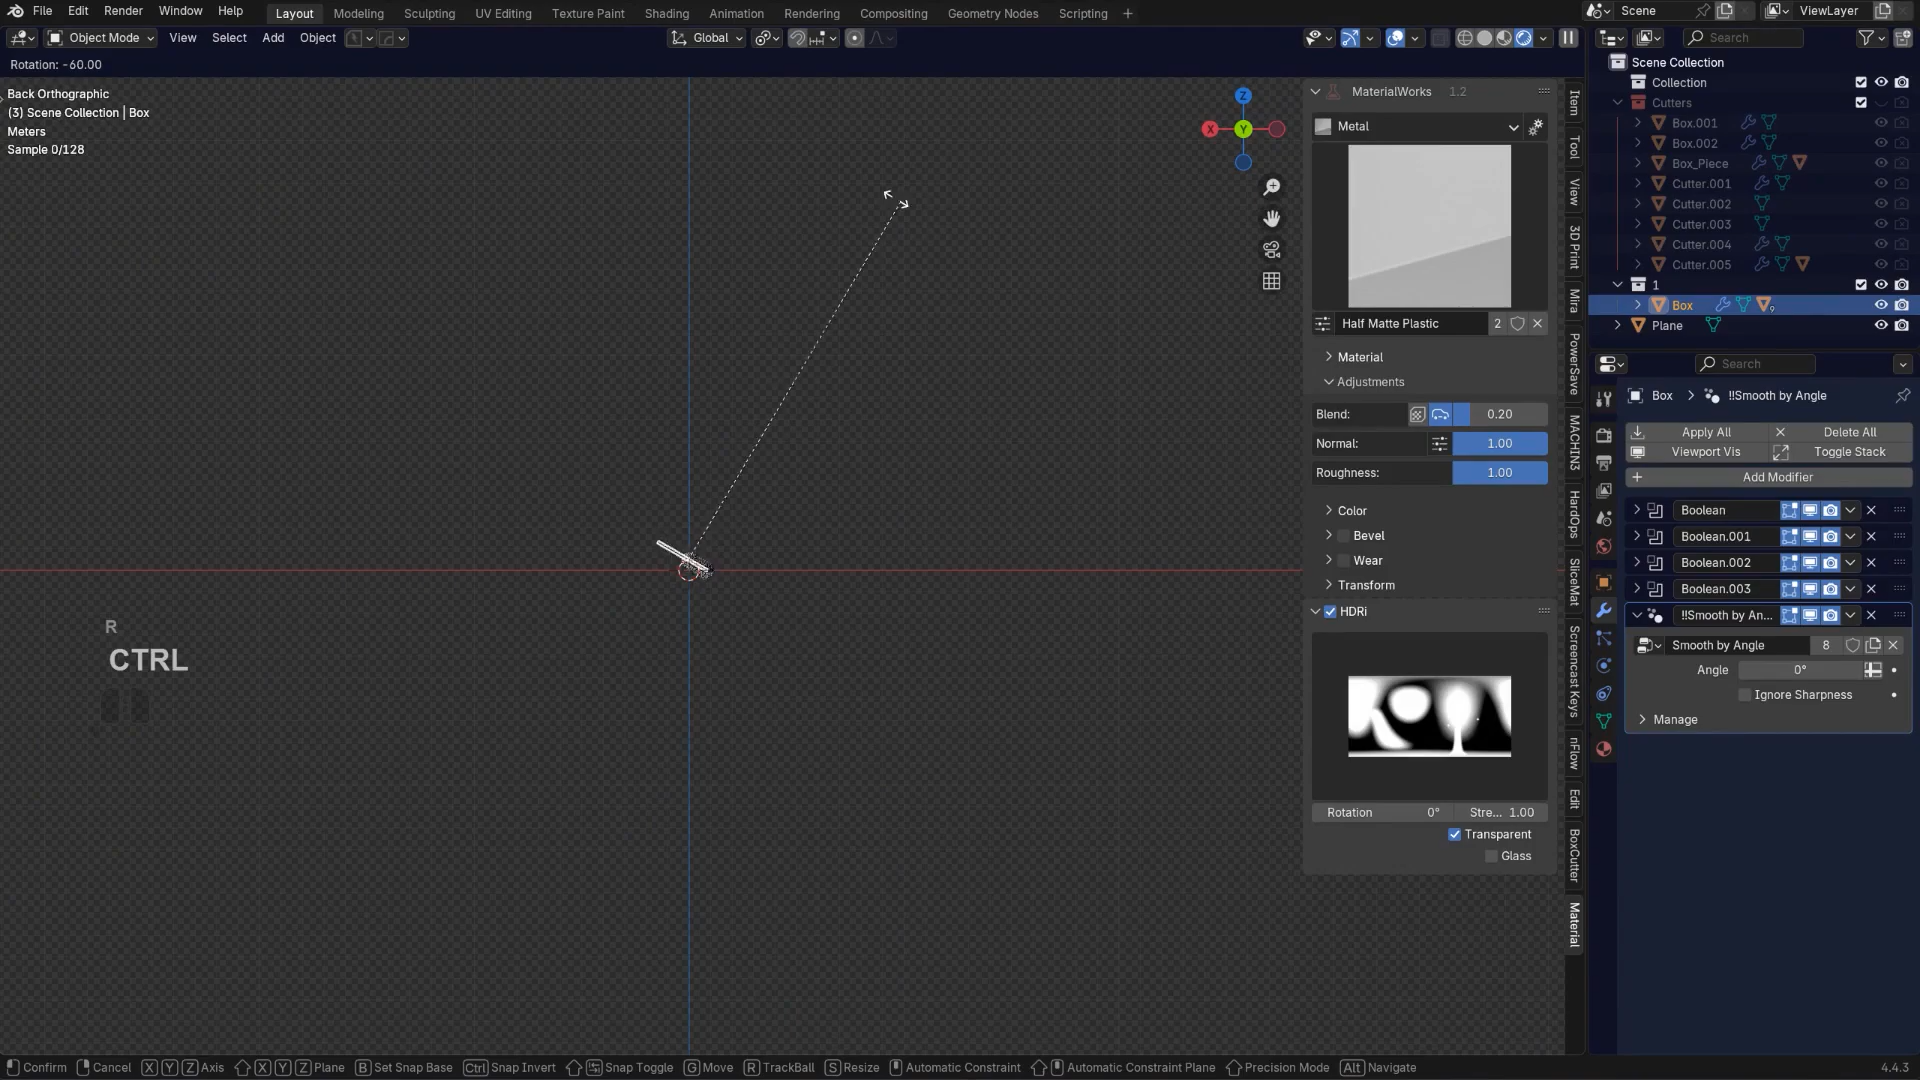 File Edit Render Window Help Layout Modeling Sculpting UV Editing Texture Paint Shading Animation Rendering Compositing Geometry Nodes Scripting + Scene ViewLayer
Object Mode View Select Add Object Global Search
Rotation: -60.00
Back Orthographic
(3) Scene Collection | Box
Meters
Sample 0/128
R
CTRL
Z
X
Y
MaterialWorks 1.2
Metal
Half Matte Plastic 2
Material
Adjustments
Blend: 0.20
Normal: 1.00
Roughness: 1.00
Color
Bevel
Wear
Transform
HDRi
Rotation 0° Stre... 1.00
Transparent
Glass
Item
Tool
View
3D Print
Mira
PowerSave
MACHIN3
HardOps
SliceMat
Screencast Keys
nFlow
Edit
BoxCutter
Material
Scene Collection
Collection
Cutters
Box.001
Box.002
Box_Piece
Cutter.001
Cutter.002
Cutter.003
Cutter.004
Cutter.005
1
Box 9
Plane
Search
Box > !!Smooth by Angle
Apply All Delete All
Viewport Vis Toggle Stack
+ Add Modifier
Boolean
Boolean.001
Boolean.002
Boolean.003
!!Smooth by An...
Smooth by Angle 8
Angle 0°
Ignore Sharpness
Manage
Confirm Cancel X Y Z Axis X Y Z Plane B Set Snap Base Ctrl Snap Invert Snap Toggle G Move R TrackBall S Resize Automatic Constraint Automatic Constraint Plane Precision Mode Alt Navigate 4.4.3